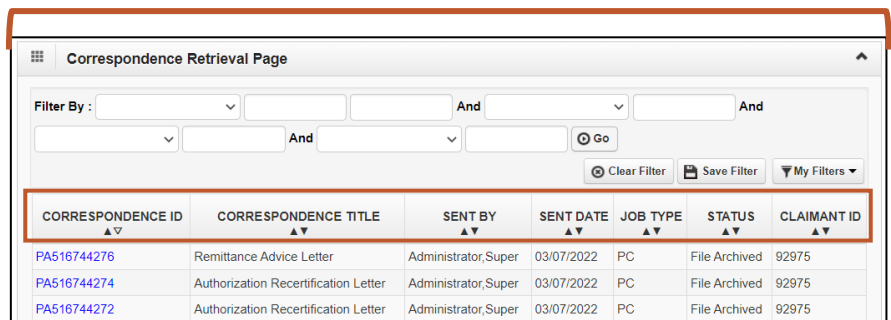 Correspondence Retrieval Page
Filter By : And And
And Go
Clear Filter Save Filter My Filters
CORRESPONDENCE ID CORRESPONDENCE TITLE SENT BY SENT DATE JOB TYPE STATUS CLAIMANT ID
PA516744276 Remittance Advice Letter Administrator,Super 03/07/2022 PC File Archived 92975
PA516744274 Authorization Recertification Letter Administrator,Super 03/07/2022 PC File Archived 92975
PA516744272 Authorization Recertification Letter Administrator,Super 03/07/2022 PC File Archived 92975